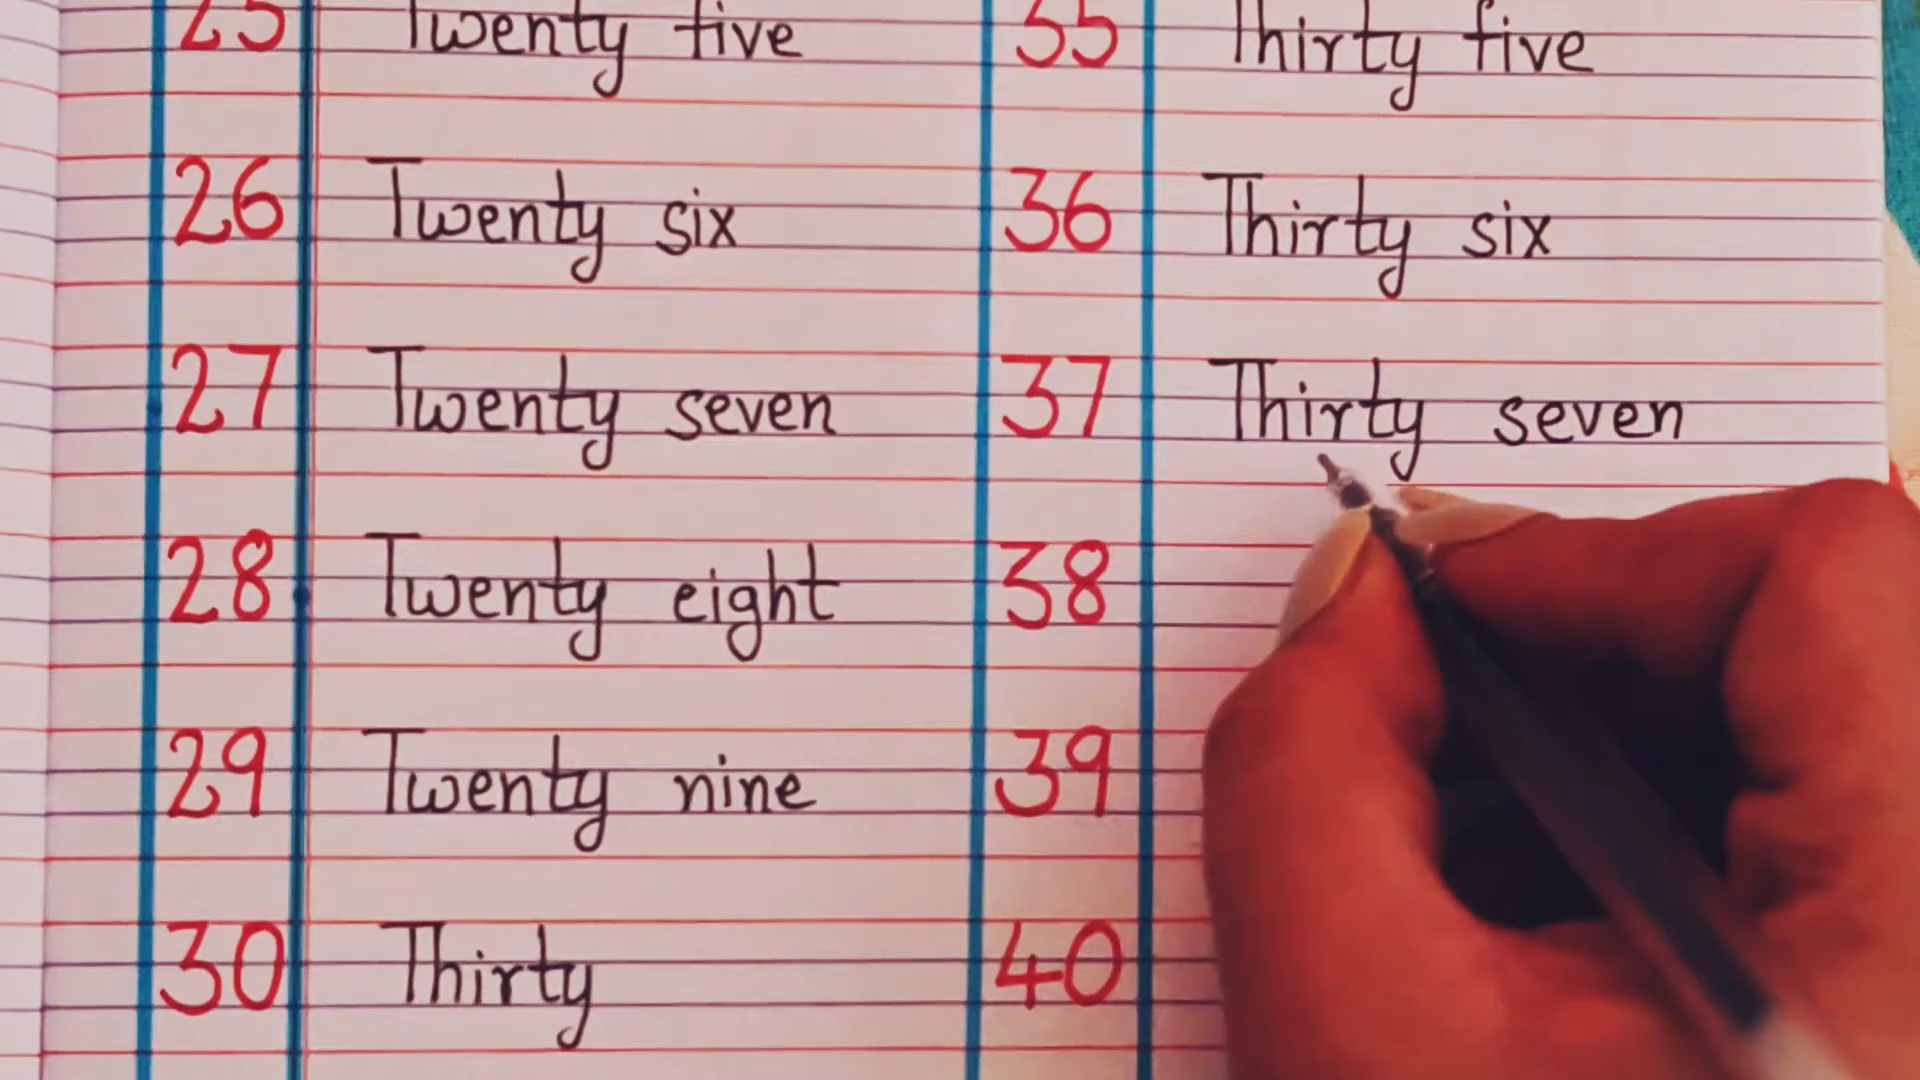 25 Twenty five 35 Thirty five
26 Twenty six 36 Thirty six
27 Twenty seven 37 Thirty seven
28 Twenty eight 38
29 Twenty nine 39
30 Thirty 40